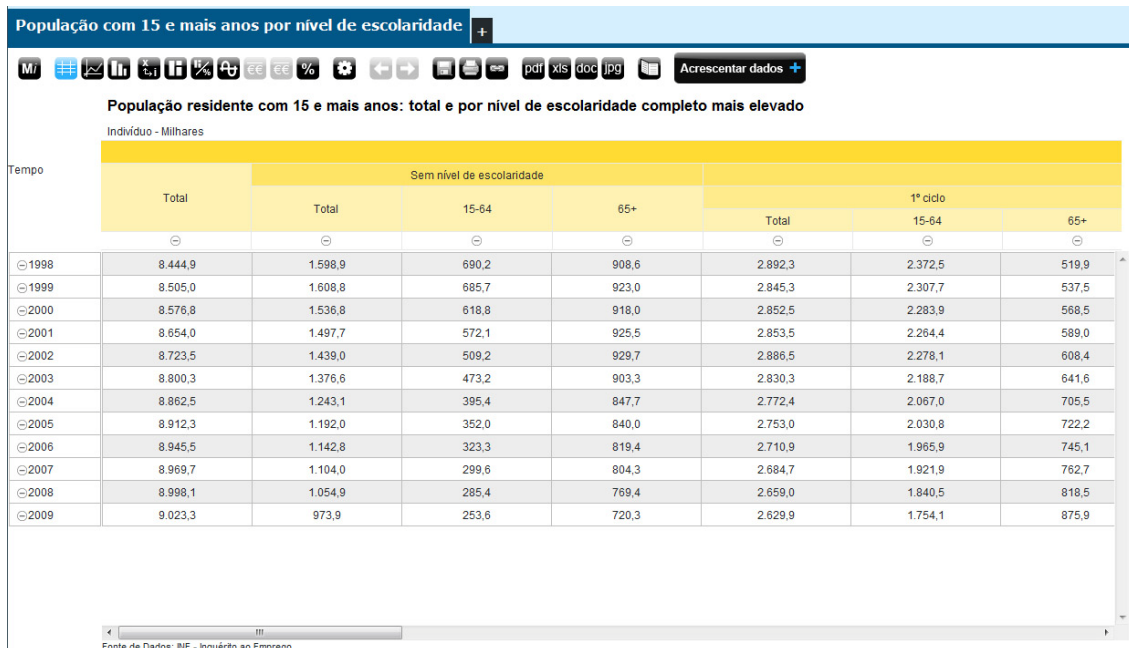 População com 15 e mais anos por nível de escolaridade +
Mi €€ €€ % pdf xls doc jpg Acrescentar dados +
População residente com 15 e mais anos: total e por nível de escolaridade completo mais elevado
Indivíduo - Milhares
Tempo
Sem nível de escolaridade
Total 1º ciclo
Total 15-64 65+
Total 15-64 65+
1998 8.444,9 1.598,9 690,2 908,6 2.892,3 2.372,5 519,9
1999 8.505,0 1.608,8 685,7 923,0 2.845,3 2.307,7 537,5
2000 8.576,8 1.536,8 618,8 918,0 2.852,5 2.283,9 568,5
2001 8.654,0 1.497,7 572,1 925,5 2.853,5 2.264,4 589,0
2002 8.723,5 1.439,0 509,2 929,7 2.886,5 2.278,1 608,4
2003 8.800,3 1.376,6 473,2 903,3 2.830,3 2.188,7 641,6
2004 8.862,5 1.243,1 395,4 847,7 2.772,4 2.067,0 705,5
2005 8.912,3 1.192,0 352,0 840,0 2.753,0 2.030,8 722,2
2006 8.945,5 1.142,8 323,3 819,4 2.710,9 1.965,9 745,1
2007 8.969,7 1.104,0 299,6 804,3 2.684,7 1.921,9 762,7
2008 8.998,1 1.054,9 285,4 769,4 2.659,0 1.840,5 818,5
2009 9.023,3 973,9 253,6 720,3 2.629,9 1.754,1 875,9
Fonte de Dados: INE - Inquérito ao Emprego